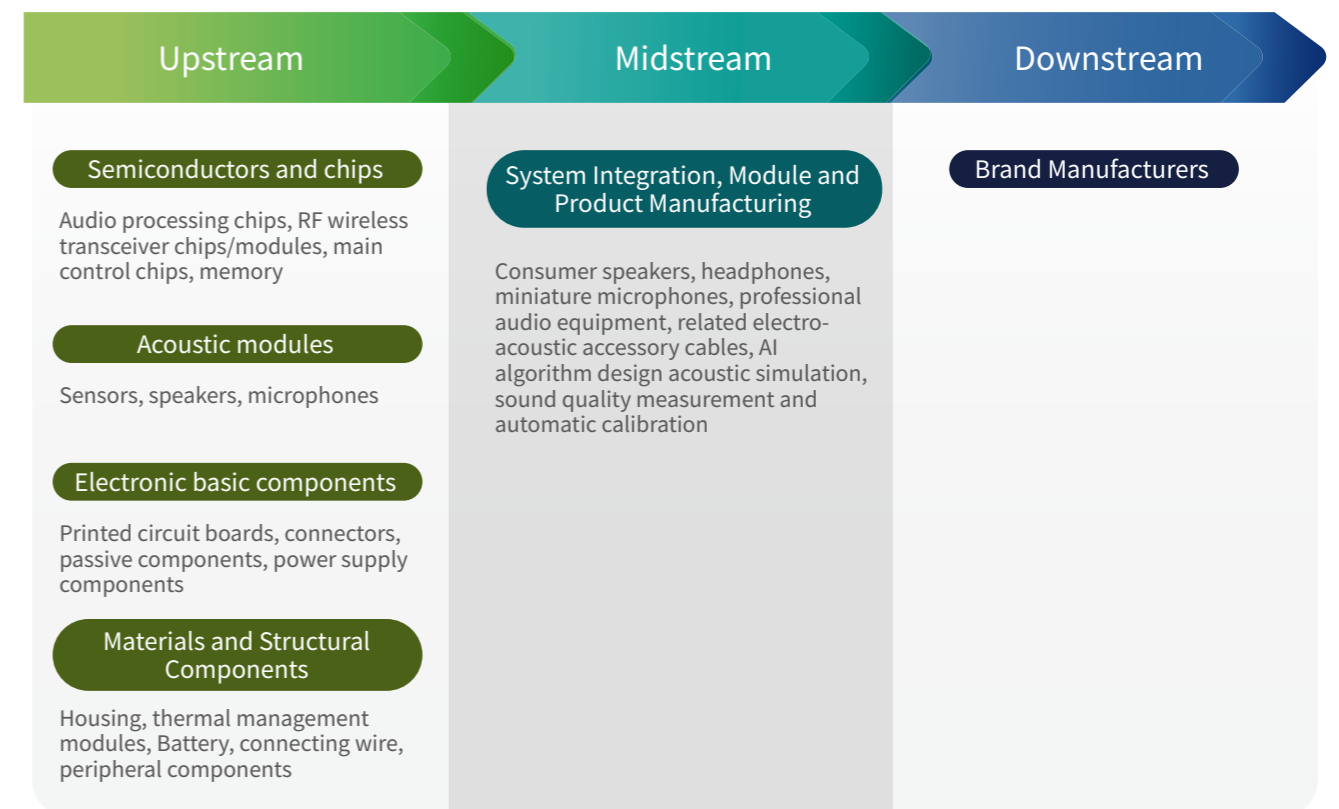 Upstream
Midstream
Downstream
Semiconductors and chips
Audio processing chips, RF wireless
transceiver chips/modules, main
control chips, memory
Acoustic modules
Sensors, speakers, microphones
Electronic basic components
Printed circuit boards, connectors,
passive components, power supply
components
Materials and Structural
Components
Housing, thermal management
modules, Battery, connecting wire,
peripheral components
System Integration, Module and
Product Manufacturing
Consumer speakers, headphones,
miniature microphones, professional
audio equipment, related electro-
acoustic accessory cables, AI
algorithm design acoustic simulation,
sound quality measurement and
automatic calibration
Brand Manufacturers